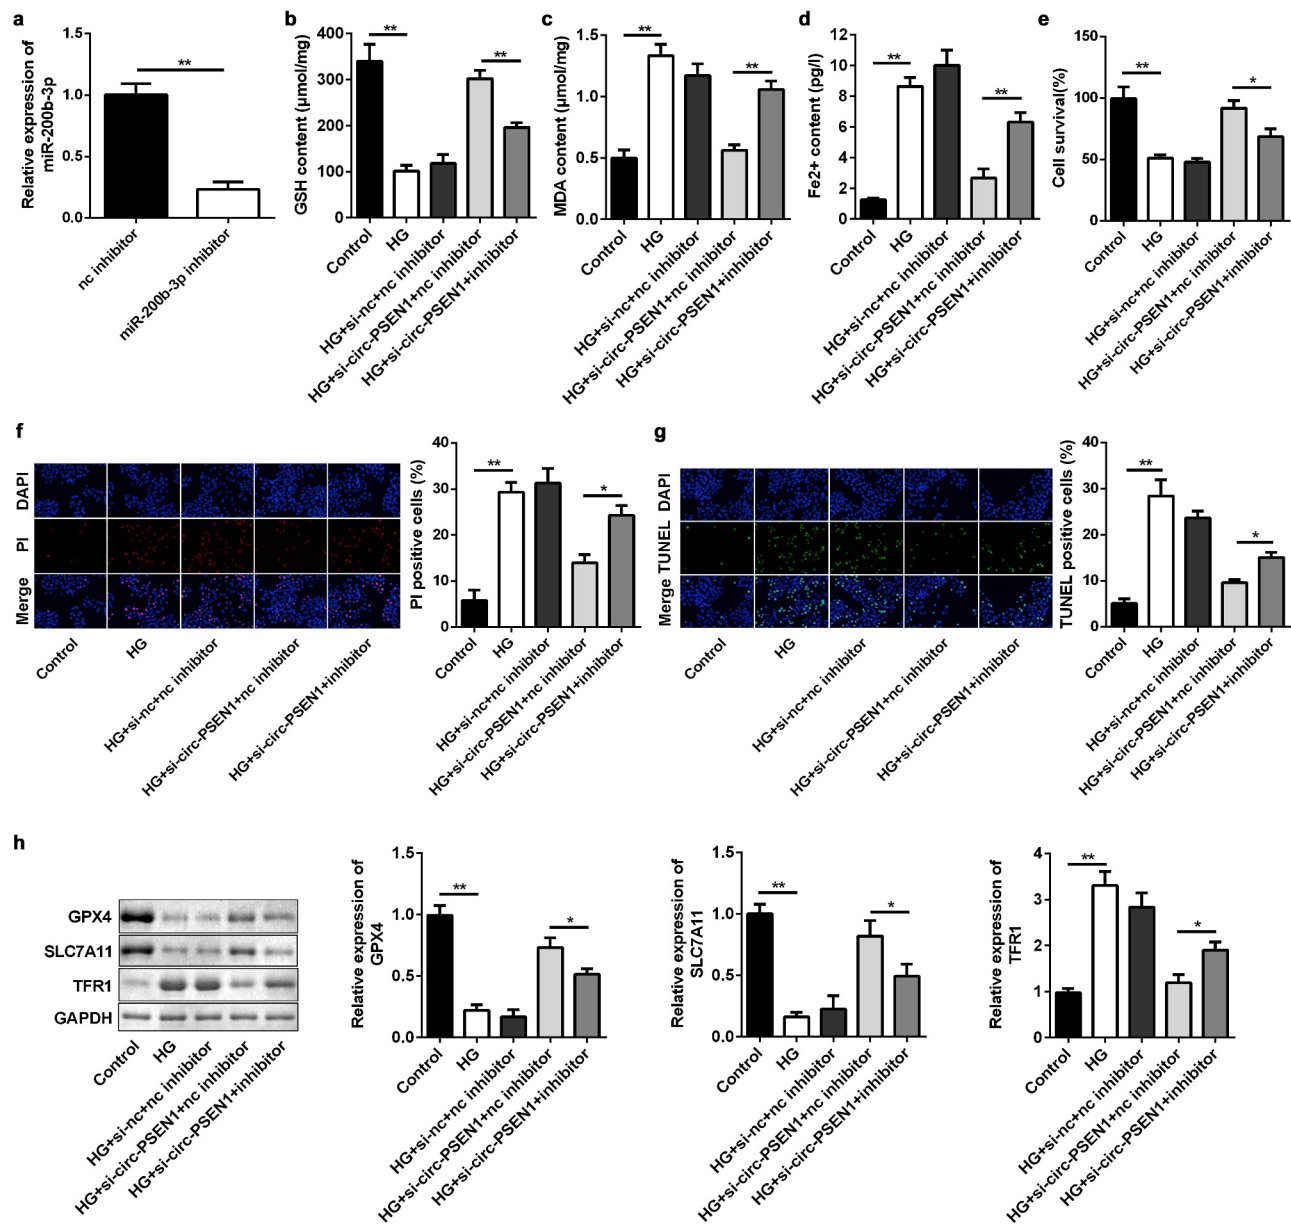 a
Relative expression of
miR-200b-3p
1.5
1.0
0.5
0.0
**
nc inhibitor
miR-200b-3p inhibitor
b
GSH content (μmol/mg)
400
300
200
100
0
**
**
Control
HG
HG+si-nc+nc inhibitor
HG+si-circ-PSEN1+nc inhibitor
HG+si-circ-PSEN1+inhibitor
c
MDA content (μmol/mg)
1.5
1.0
0.5
0.0
**
**
Control
HG
HG+si-nc+nc inhibitor
HG+si-circ-PSEN1+nc inhibitor
HG+si-circ-PSEN1+inhibitor
d
Fe2+ content (pg/l)
12
10
8
6
4
2
0
**
**
Control
HG
HG+si-nc+nc inhibitor
HG+si-circ-PSEN1+nc inhibitor
HG+si-circ-PSEN1+inhibitor
e
Cell survival(%)
150
100
50
0
**
*
Control
HG
HG+si-nc+nc inhibitor
HG+si-circ-PSEN1+nc inhibitor
HG+si-circ-PSEN1+inhibitor
f
DAPI
PI
Merge
Control
HG
HG+si-nc+nc inhibitor
HG+si-circ-PSEN1+nc inhibitor
HG+si-circ-PSEN1+inhibitor
PI positive cells (%)
40
30
20
10
0
**
*
Control
HG
HG+si-nc+nc inhibitor
HG+si-circ-PSEN1+nc inhibitor
HG+si-circ-PSEN1+inhibitor
g
DAPI
TUNEL
Merge
Control
HG
HG+si-nc+nc inhibitor
HG+si-circ-PSEN1+nc inhibitor
HG+si-circ-PSEN1+inhibitor
TUNEL positive cells (%)
40
30
20
10
0
**
*
Control
HG
HG+si-nc+nc inhibitor
HG+si-circ-PSEN1+nc inhibitor
HG+si-circ-PSEN1+inhibitor
h
GPX4
SLC7A11
TFR1
GAPDH
Control
HG
HG+si-nc+nc inhibitor
HG+si-circ-PSEN1+nc inhibitor
HG+si-circ-PSEN1+inhibitor
Relative expression of
GPX4
1.5
1.0
0.5
0.0
**
*
Control
HG
HG+si-nc+nc inhibitor
HG+si-circ-PSEN1+nc inhibitor
HG+si-circ-PSEN1+inhibitor
Relative expression of
SLC7A11
1.5
1.0
0.5
0.0
**
*
Control
HG
HG+si-nc+nc inhibitor
HG+si-circ-PSEN1+nc inhibitor
HG+si-circ-PSEN1+inhibitor
Relative expression of
TFR1
4
3
2
1
0
**
*
Control
HG
HG+si-nc+nc inhibitor
HG+si-circ-PSEN1+nc inhibitor
HG+si-circ-PSEN1+inhibitor